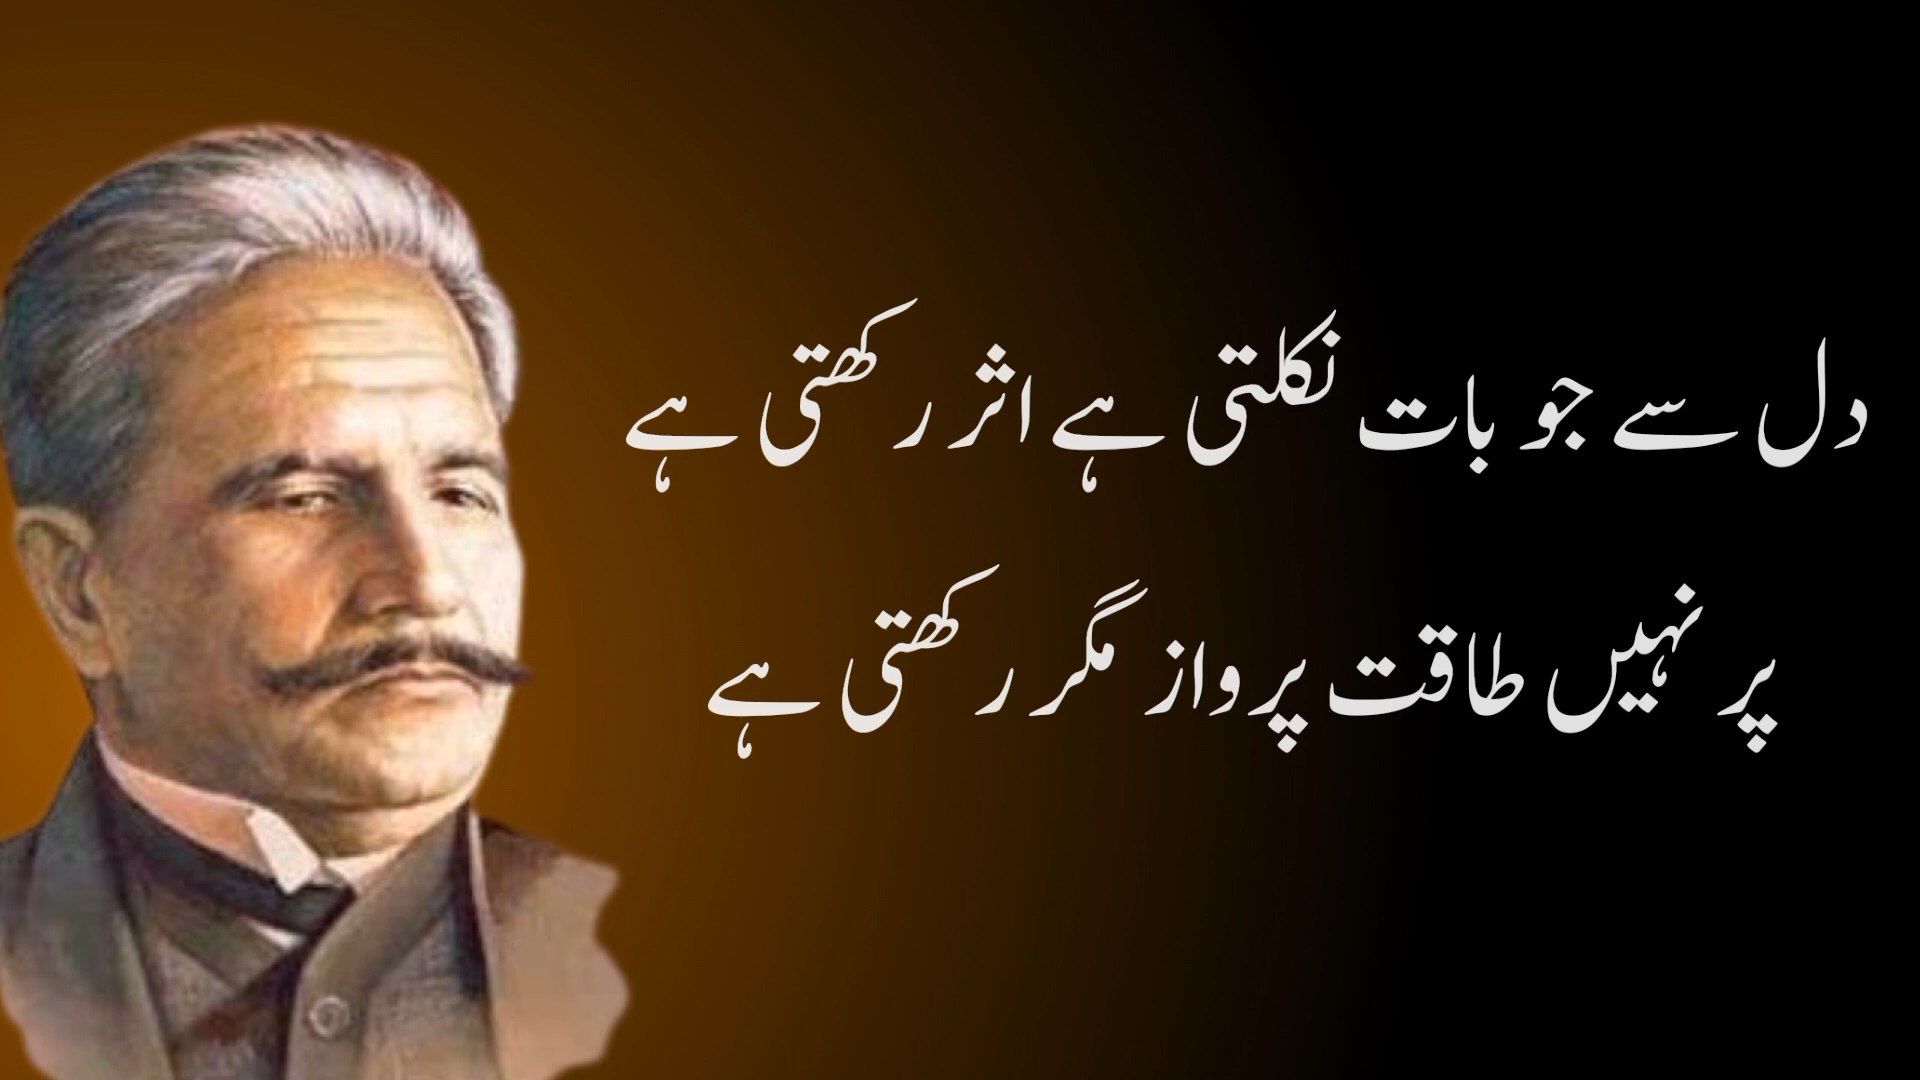 دل سے جو بات نکلتی ہے اثر رکھتی ہے
پر نہیں طاقت پرواز مگر رکھتی ہے